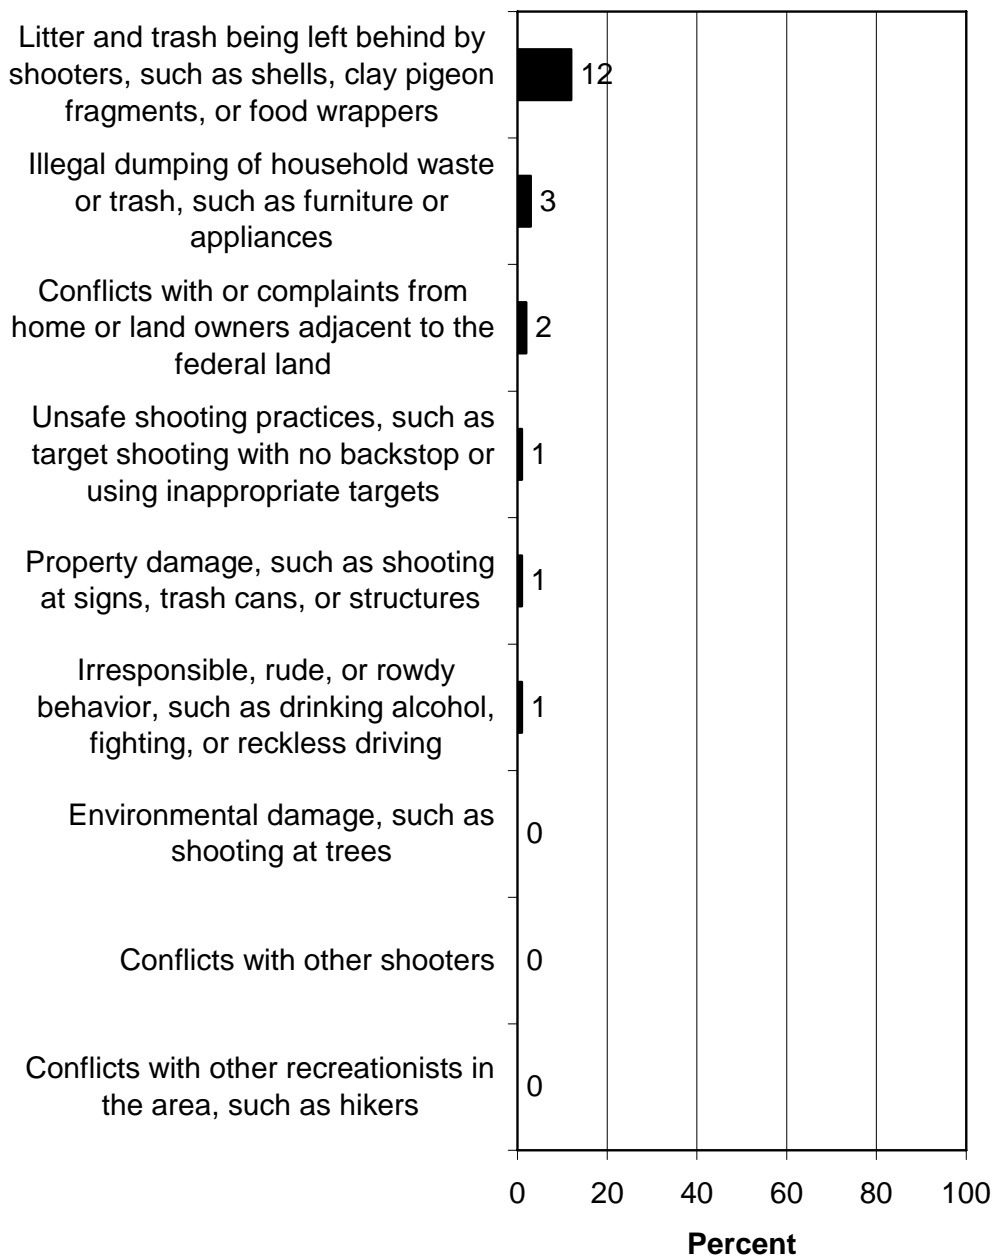 Litter and trash being left behind by
shooters, such as shells, clay pigeon
fragments, or food wrappers
12
Illegal dumping of household waste
or trash, such as furniture or
appliances
3
Conflicts with or complaints from
home or land owners adjacent to the
federal land
2
Unsafe shooting practices, such as
target shooting with no backstop or
using inappropriate targets
1
Property damage, such as shooting
at signs, trash cans, or structures
1
Irresponsible, rude, or rowdy
behavior, such as drinking alcohol,
fighting, or reckless driving
1
Environmental damage, such as
shooting at trees
0
Conflicts with other shooters
0
Conflicts with other recreationists in
the area, such as hikers
0
0 20 40 60 80 100
Percent